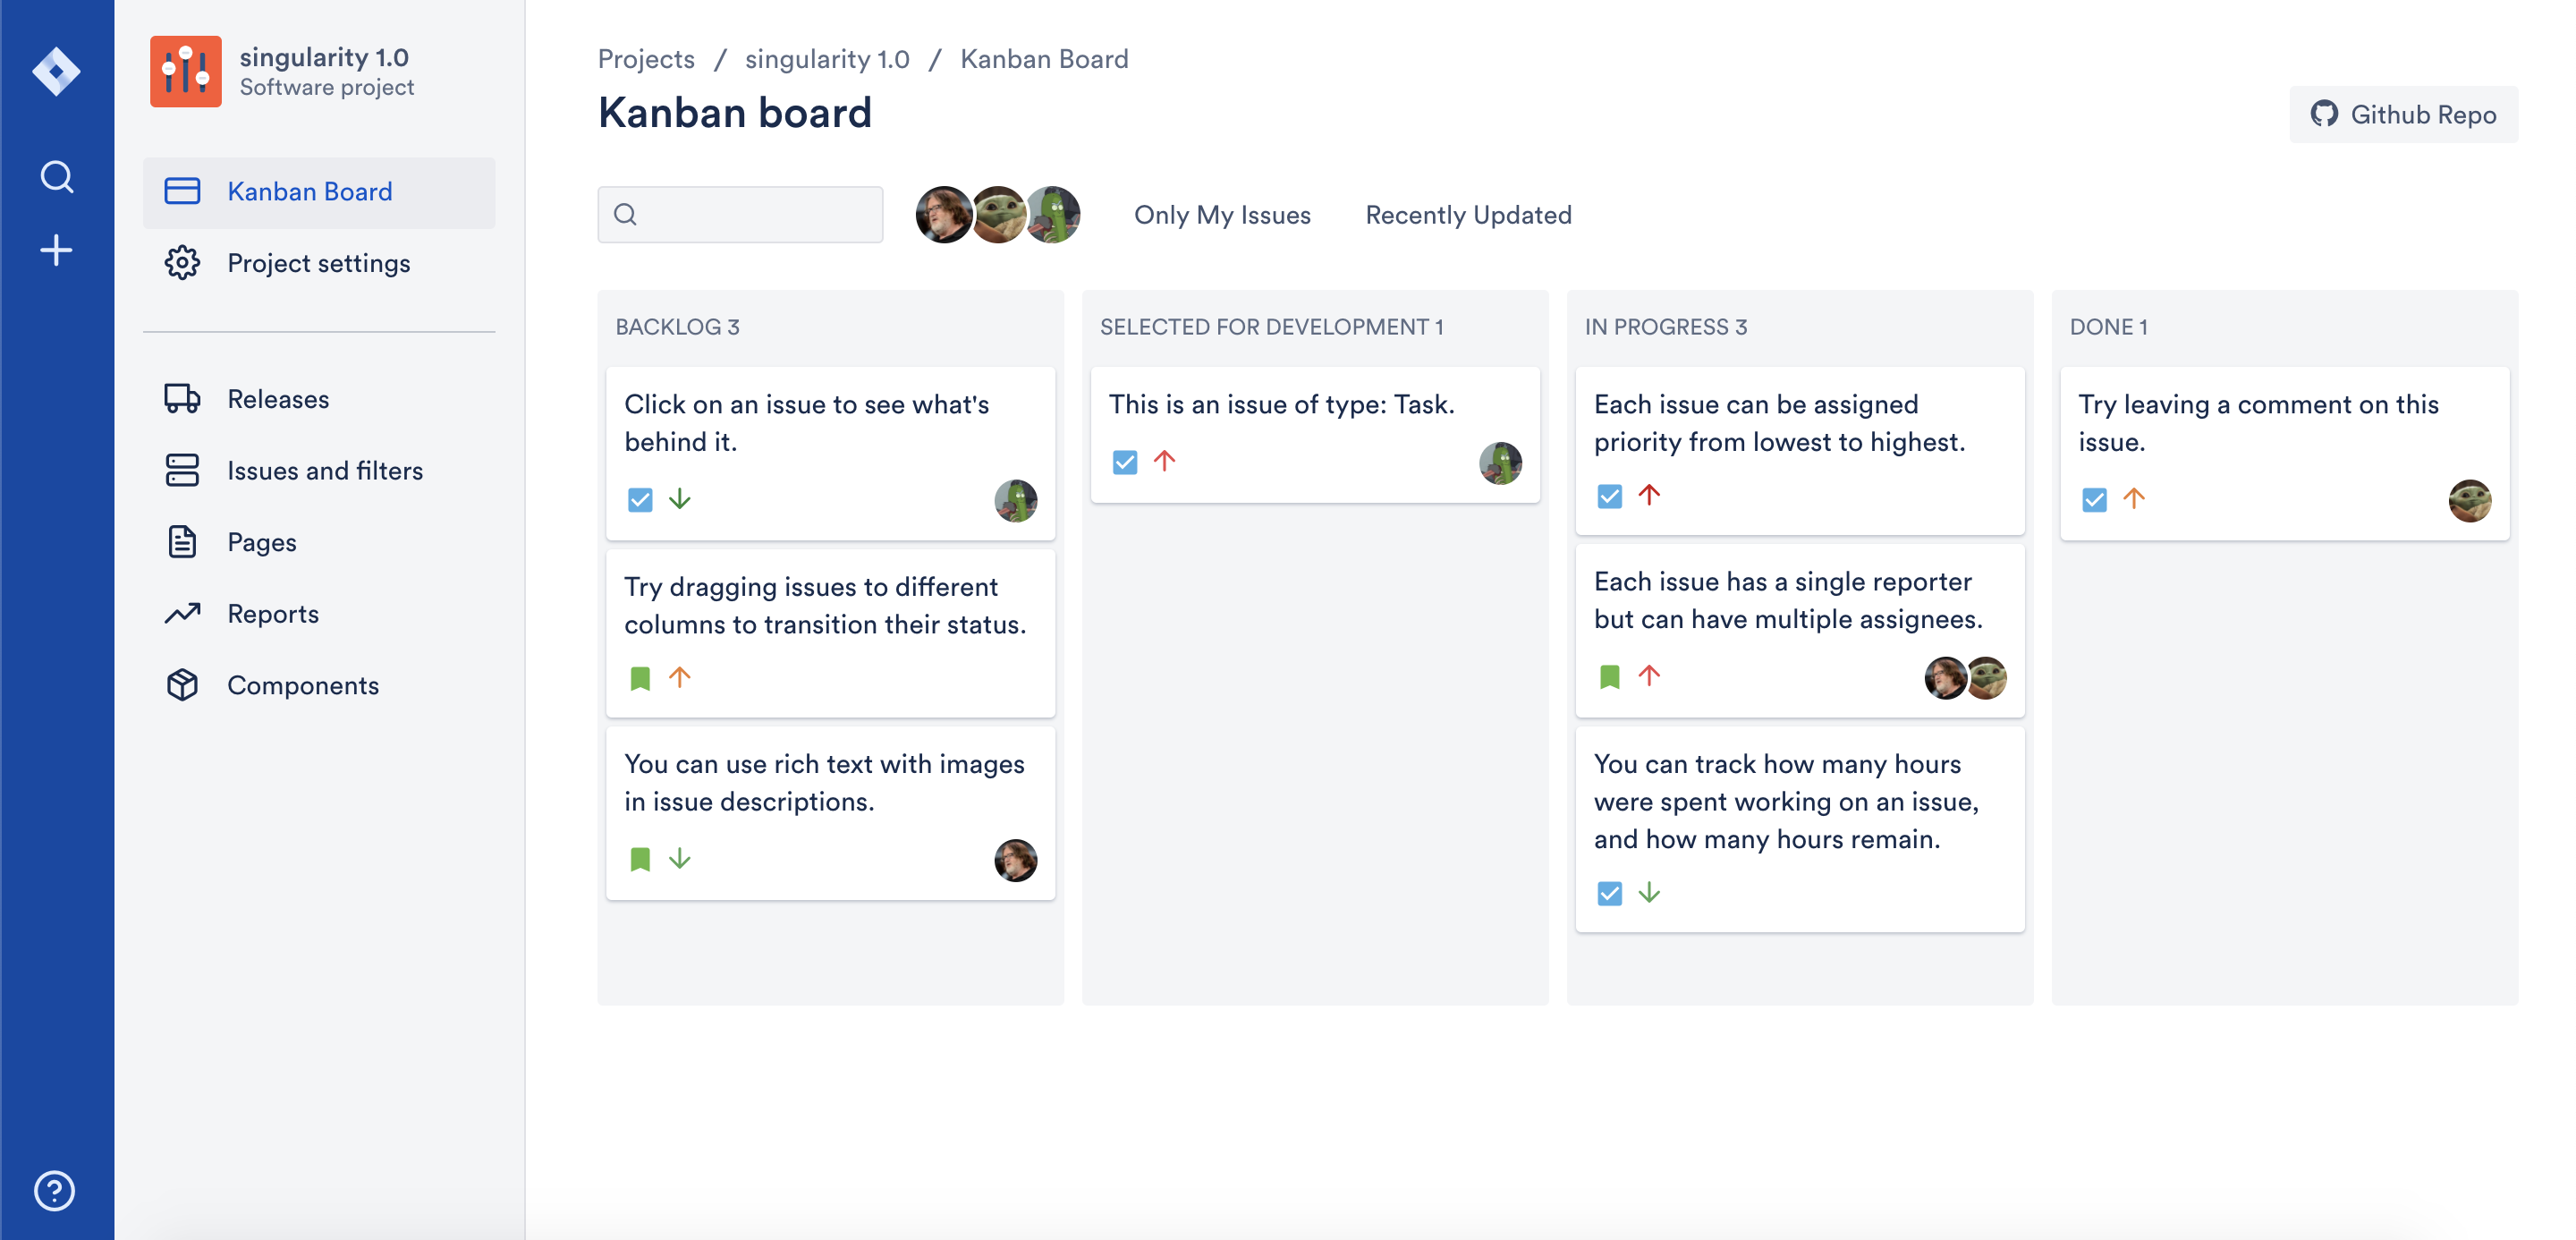 singularity 1.0
Software project
Kanban Board
Project settings
Releases
Issues and filters
Pages
Reports
Components
Projects / singularity 1.0 / Kanban Board
Kanban board
Github Repo
Only My Issues
Recently Updated
BACKLOG 3
Click on an issue to see what's
behind it.
Try dragging issues to different
columns to transition their status.
You can use rich text with images
in issue descriptions.
SELECTED FOR DEVELOPMENT 1
This is an issue of type: Task.
IN PROGRESS 3
Each issue can be assigned
priority from lowest to highest.
Each issue has a single reporter
but can have multiple assignees.
You can track how many hours
were spent working on an issue,
and how many hours remain.
DONE 1
Try leaving a comment on this
issue.